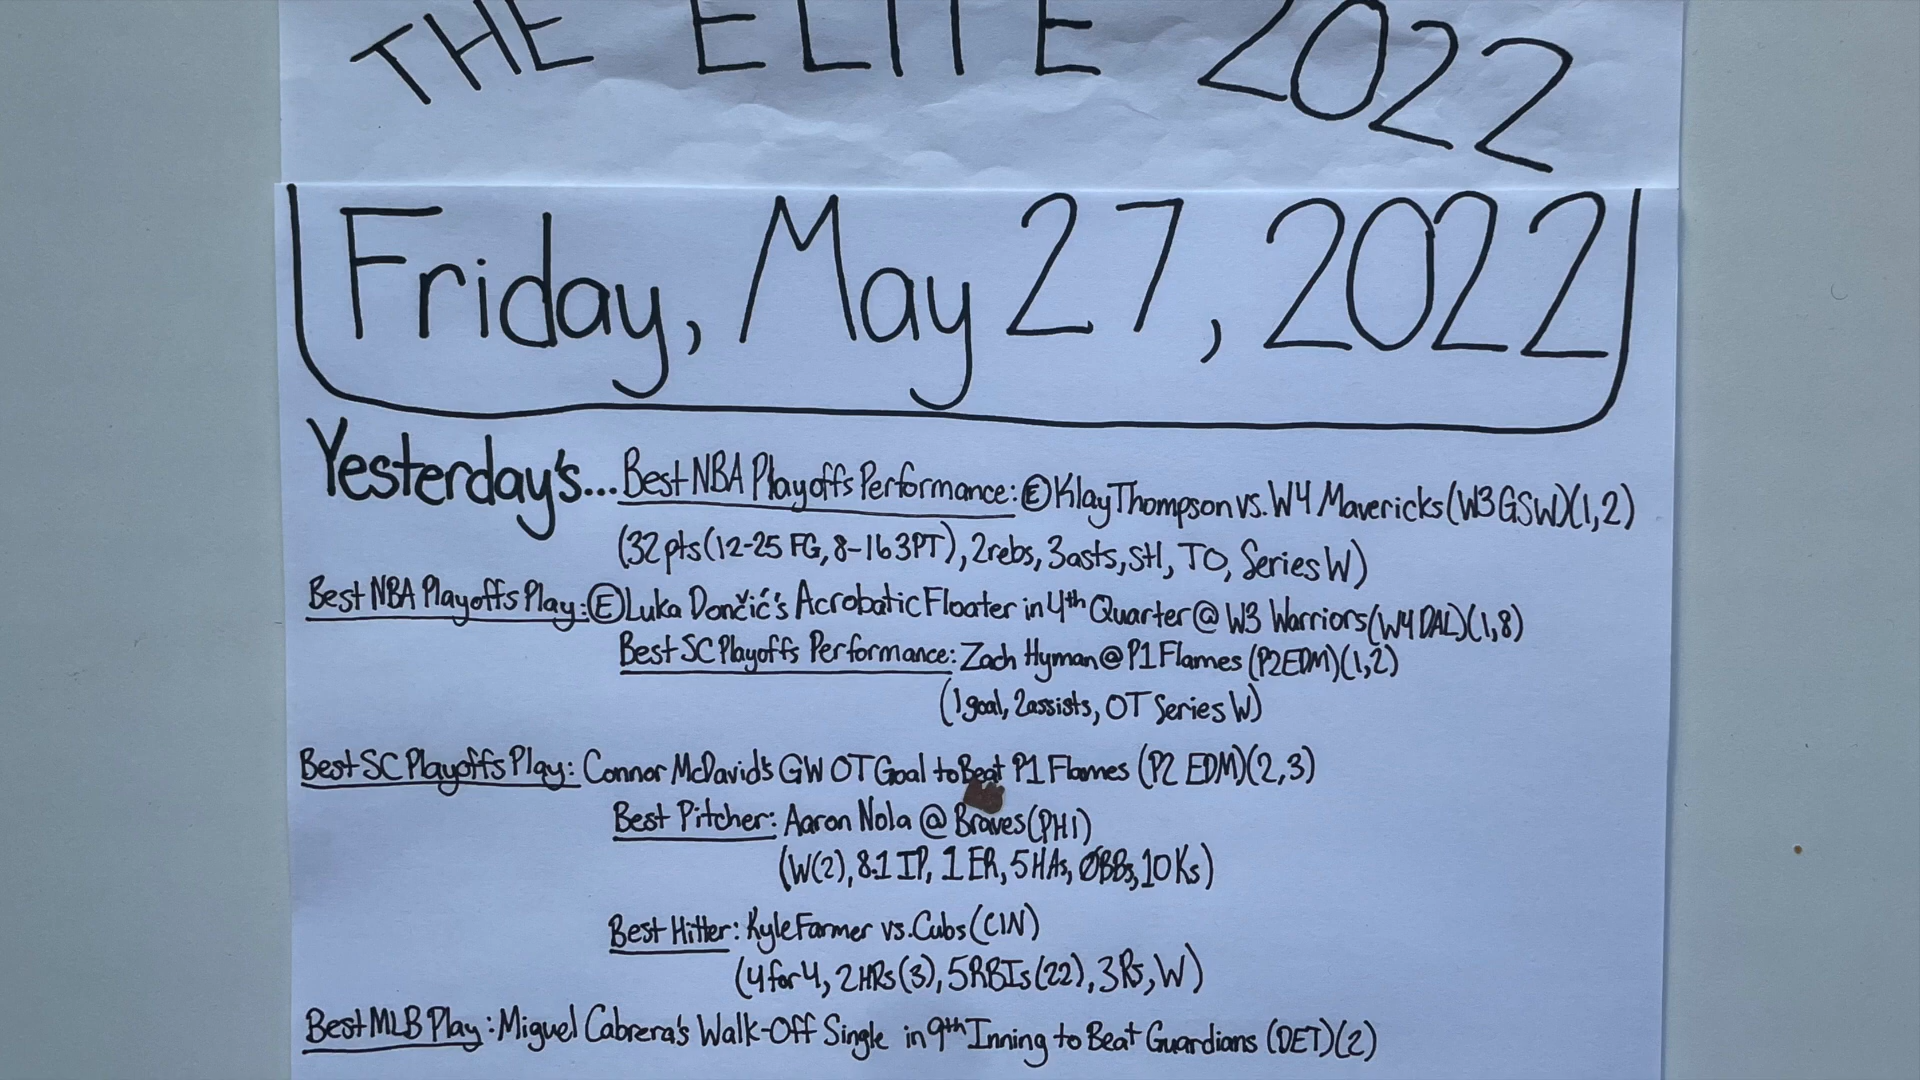 THE ELITE 2022
Friday, May 27, 2022
Yesterday's... Best NBA Playoffs Performance: Ⓔ Klay Thompson vs. W4 Mavericks (W3 GSW)(1,2)
(32 pts (12-25 FG, 8-16 3PT), 2 rebs, 3 asts, stl, TO, Series W)
Best NBA Playoffs Play: Ⓔ Luka Dončić's Acrobatic Floater in 4th Quarter @ W3 Warriors (W4 DAL)(1,8)
Best SC Playoffs Performance: Zach Hyman @ P1 Flames (P2 EDM)(1,2)
(1 goal, 2 assists, OT Series W)
Best SC Playoffs Play: Connor McDavid's GW OT Goal to Beat P1 Flames (P2 EDM)(2,3)
Best Pitcher: Aaron Nola @ Braves (PHI)
(W(2), 8.1 IP, 1 ER, 5 HAs, 0 BBs, 10 Ks)
Best Hitter: Kyle Farmer vs. Cubs (CIN)
(4 for 4, 2 HRs (3), 5 RBIs (22), 3 Rs, W)
Best MLB Play: Miguel Cabrera's Walk-Off Single in 9th Inning to Beat Guardians (DET)(2)